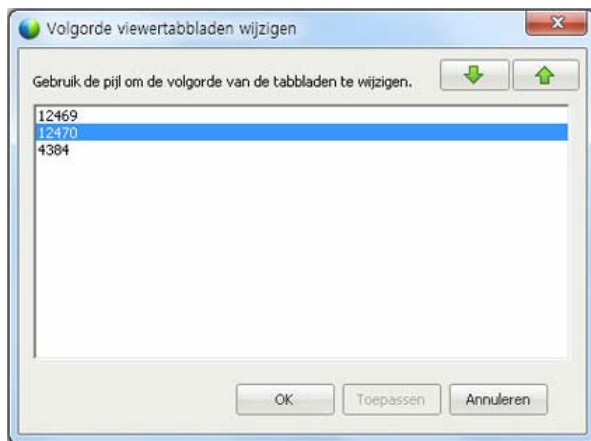 Volgorde viewertabbladen wijzigen
Gebruik de pijl om de volgorde van de tabbladen te wijzigen.
12469
12470
4384
OK
Toepassen
Annuleren